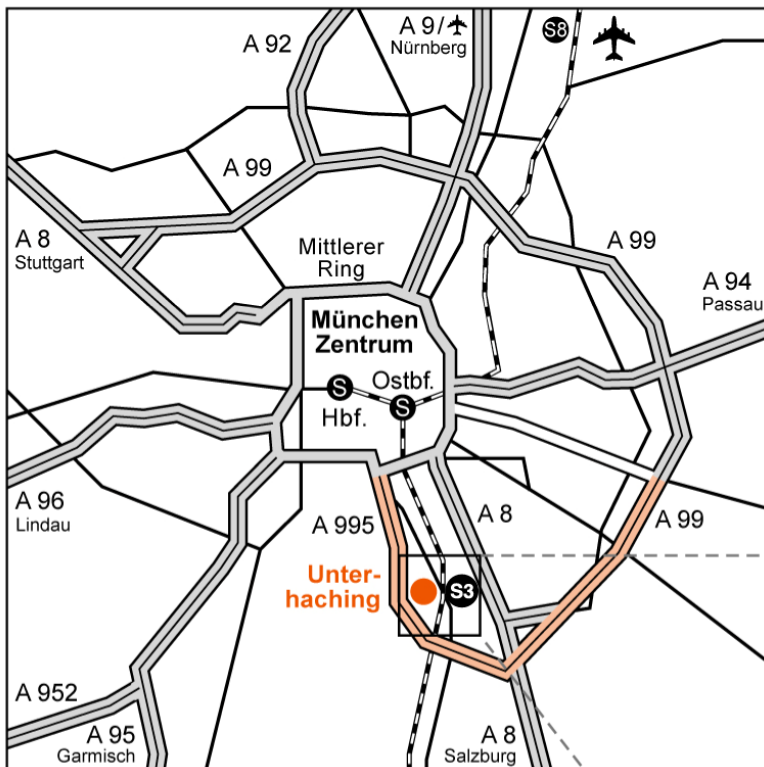 A 9/
Nürnberg
S8
A 92
A 99
A 8
Stuttgart
Mittlerer
Ring
A 99
A 94
Passau
München
Zentrum
S
Hbf.
Ostbf.
S
A 96
Lindau
A 995
A 8
A 99
Unter-
haching
S3
A 952
A 95
Garmisch
A 8
Salzburg